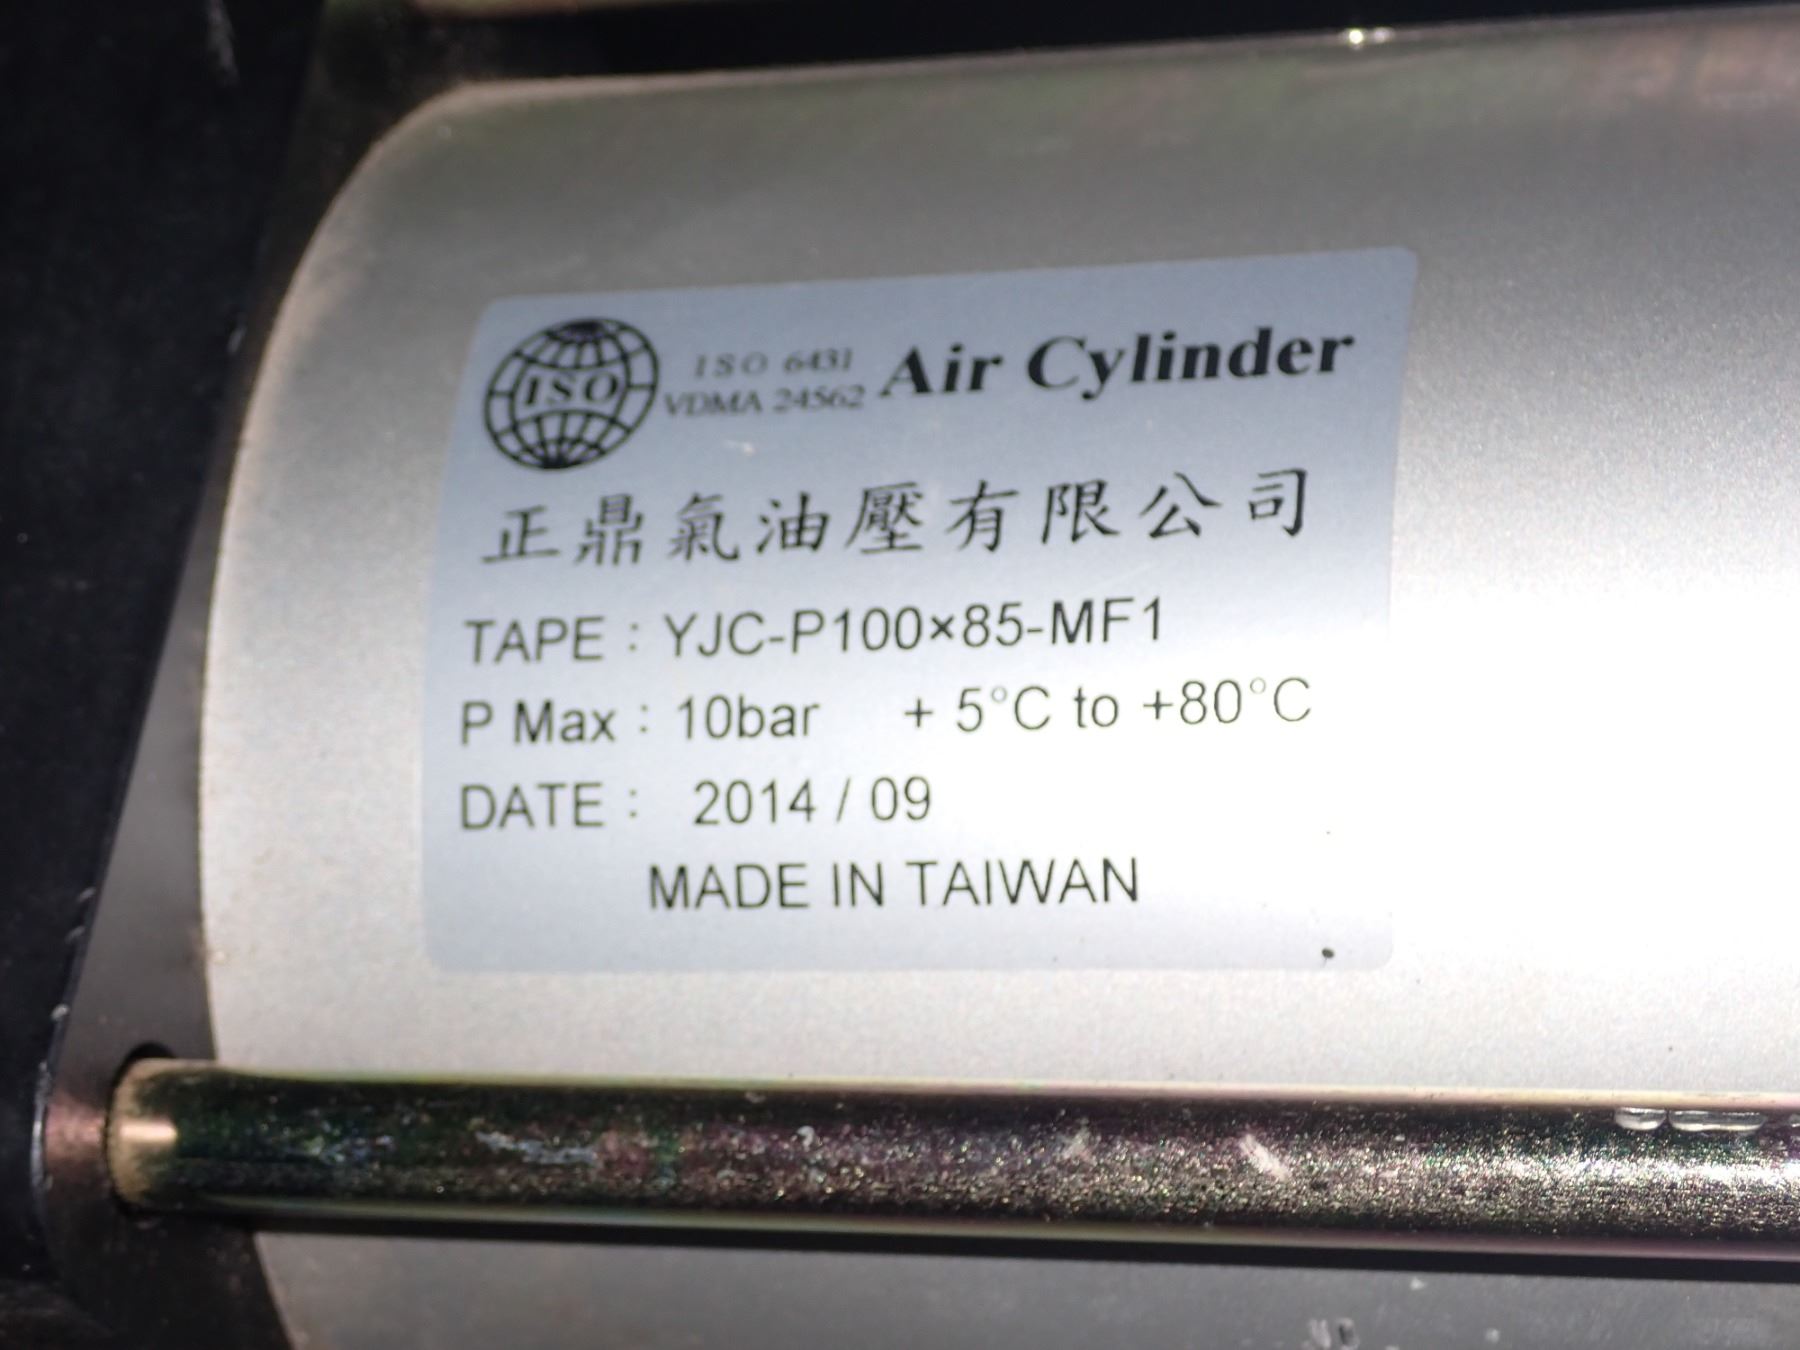 ISO
ISO 6431
VDMA 24562
Air Cylinder
正鼎氣油壓有限公司
TAPE : YJC-P100×85-MF1
P Max : 10bar + 5°C to +80°C
DATE : 2014 / 09
MADE IN TAIWAN